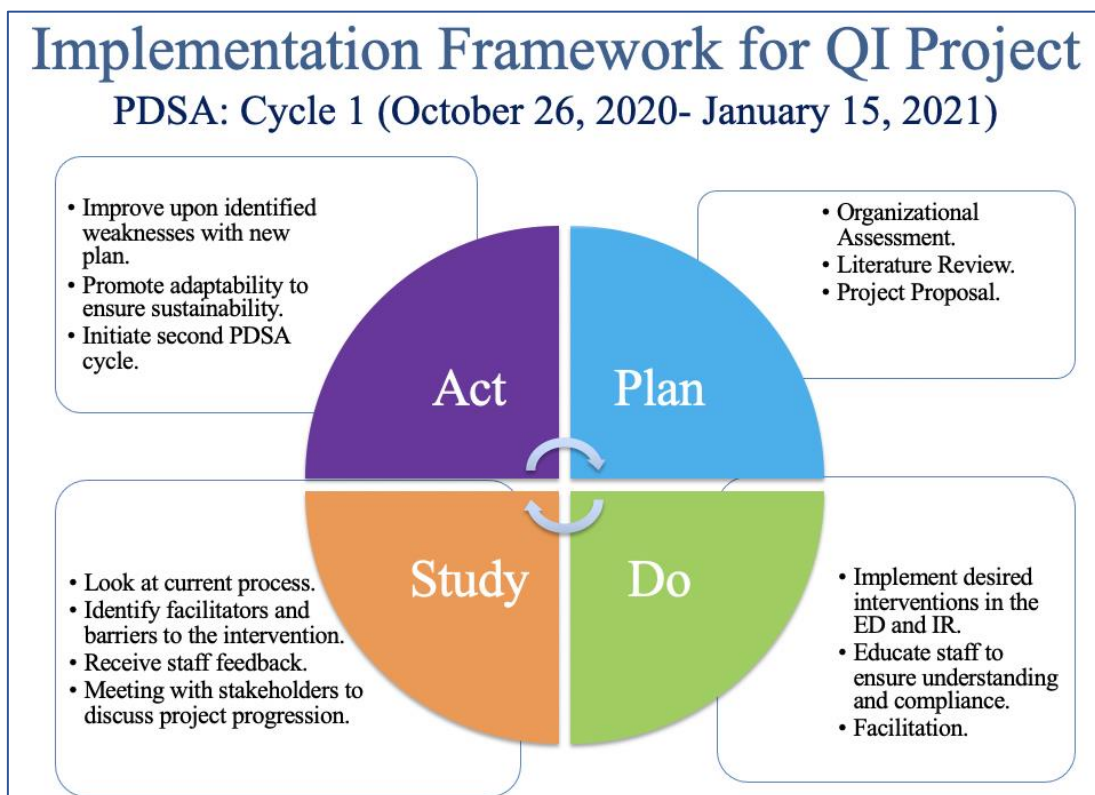 Implementation Framework for QI Project
PDSA: Cycle 1 (October 26, 2020- January 15, 2021)
• Improve upon identified
weaknesses with new
plan.
• Promote adaptability to
ensure sustainability.
• Initiate second PDSA
cycle.
Act
Plan
• Organizational
Assessment.
• Literature Review.
• Project Proposal.
• Look at current process.
• Identify facilitators and
barriers to the intervention.
• Receive staff feedback.
• Meeting with stakeholders to
discuss project progression.
Study
Do
• Implement desired
interventions in the
ED and IR.
• Educate staff to
ensure understanding
and compliance.
• Facilitation.